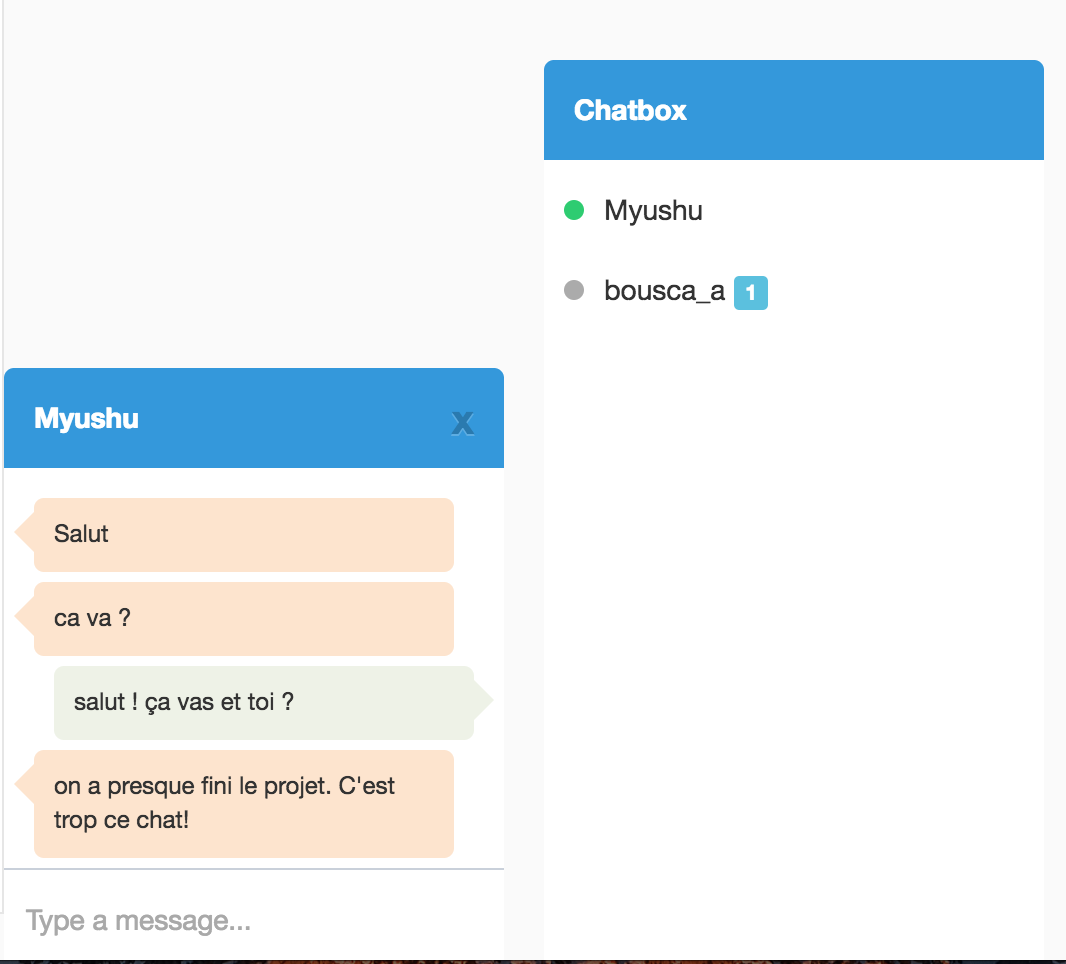 Chatbox
Myushu
bousca_a 1
Myushu x
Salut
ca va ?
salut ! ça vas et toi ?
on a presque fini le projet. C'est
trop ce chat!
Type a message...